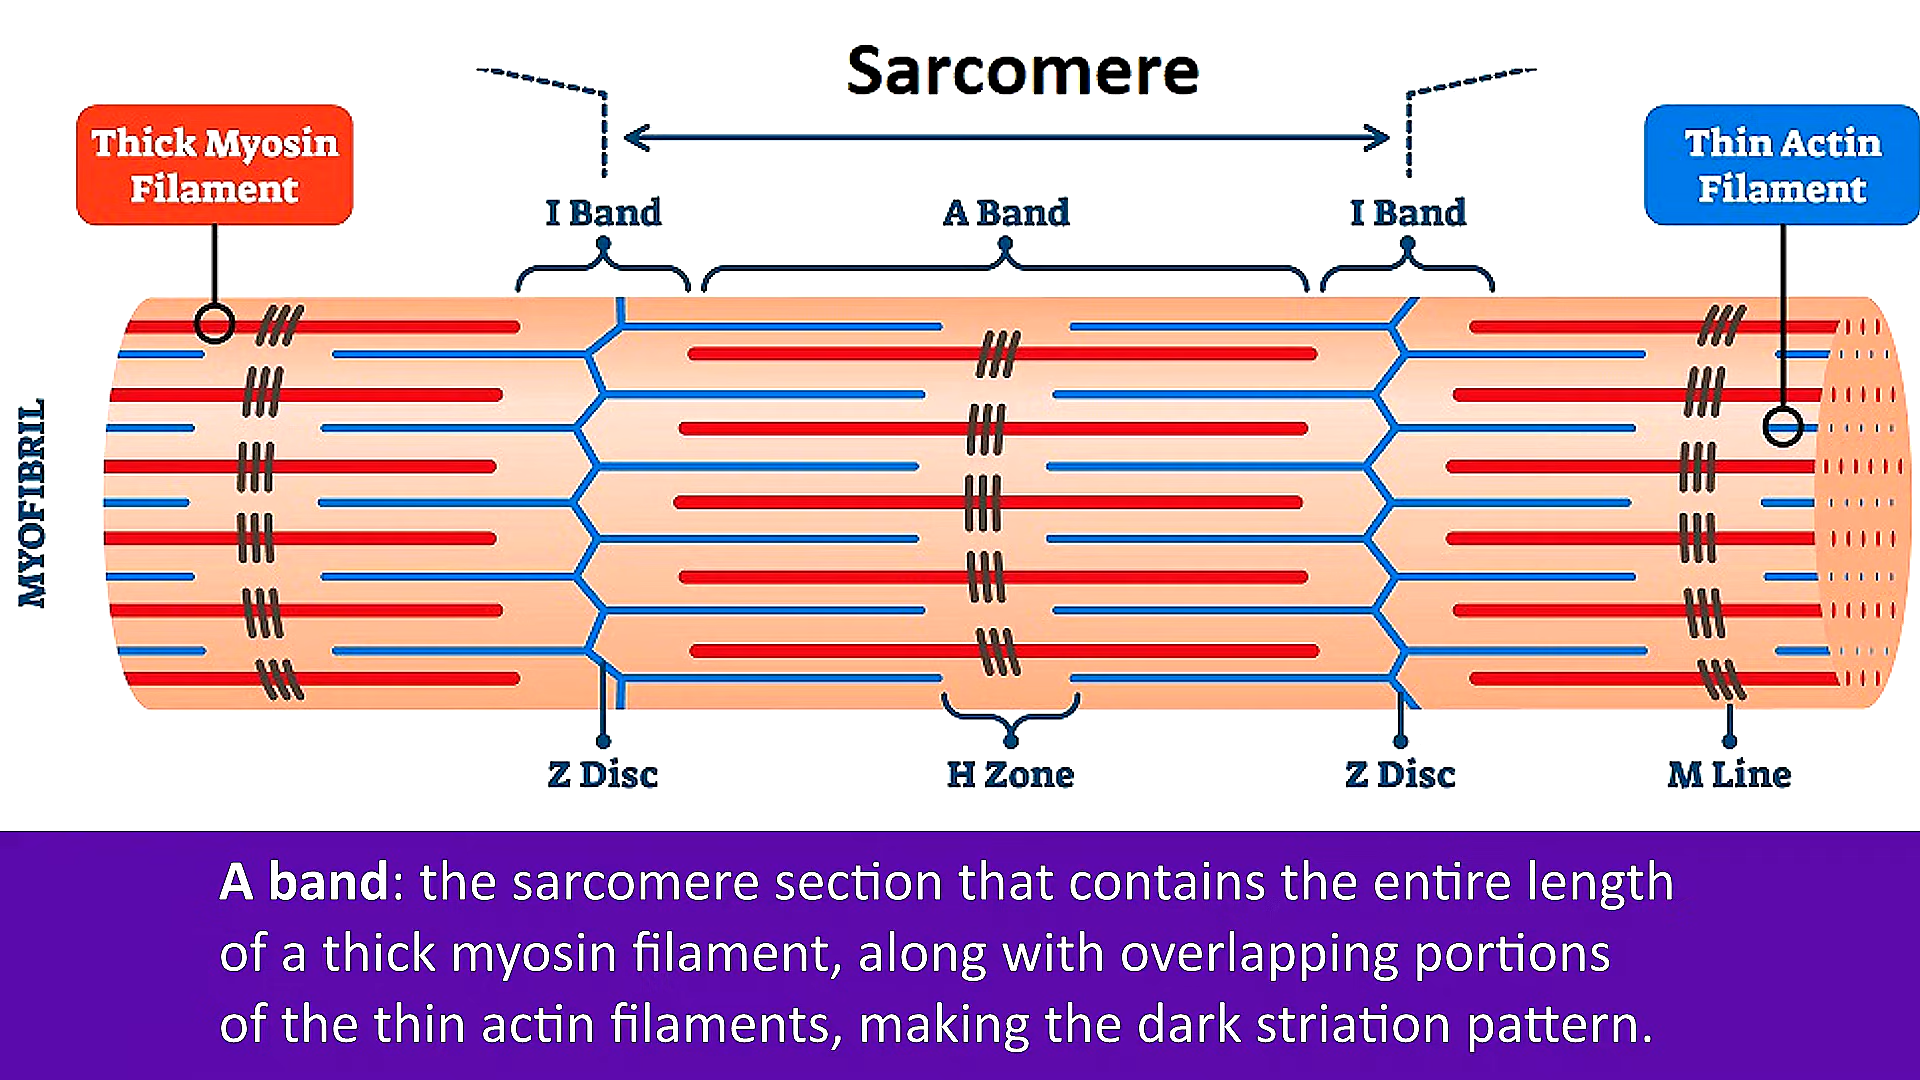 Sarcomere
Thick Myosin
Filament
Thin Actin
Filament
I Band
A Band
I Band
MYOFIBRIL
Z Disc
H Zone
Z Disc
M Line
A band: the sarcomere section that contains the entire length
of a thick myosin filament, along with overlapping portions
of the thin actin filaments, making the dark striation pattern.